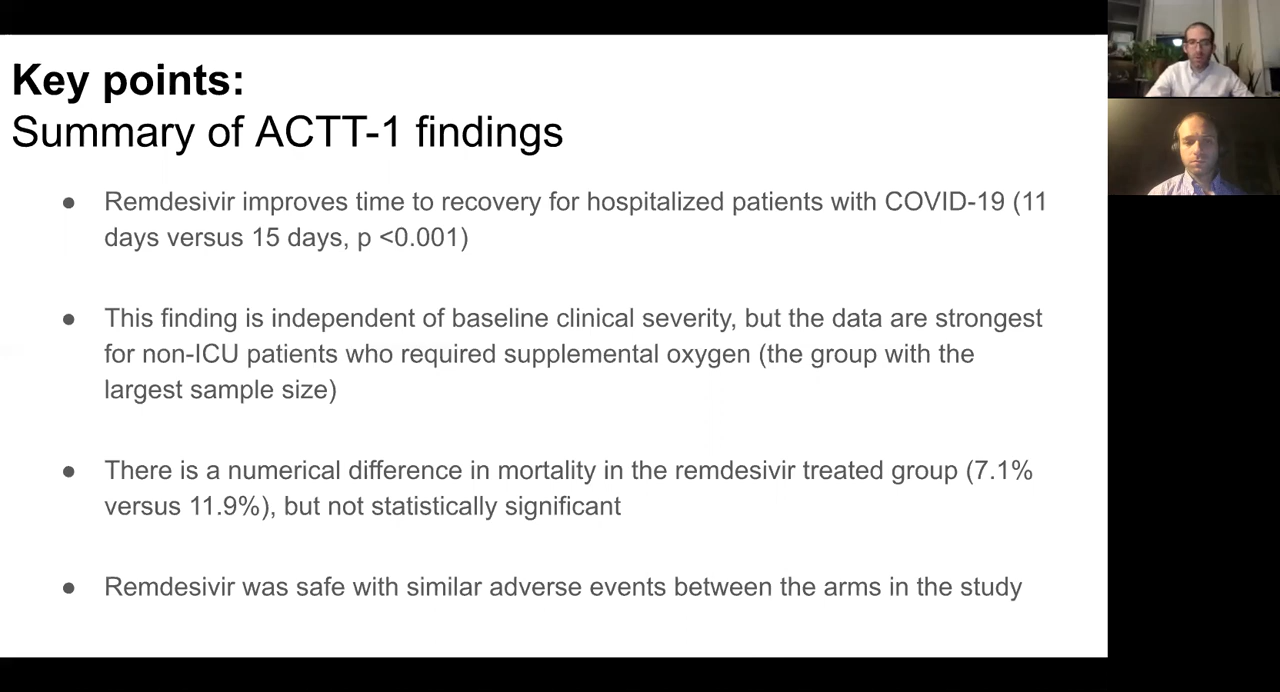 Key points:
Summary of ACTT-1 findings
● Remdesivir improves time to recovery for hospitalized patients with COVID-19 (11
days versus 15 days, p <0.001)
● This finding is independent of baseline clinical severity, but the data are strongest
for non-ICU patients who required supplemental oxygen (the group with the
largest sample size)
● There is a numerical difference in mortality in the remdesivir treated group (7.1%
versus 11.9%), but not statistically significant
● Remdesivir was safe with similar adverse events between the arms in the study